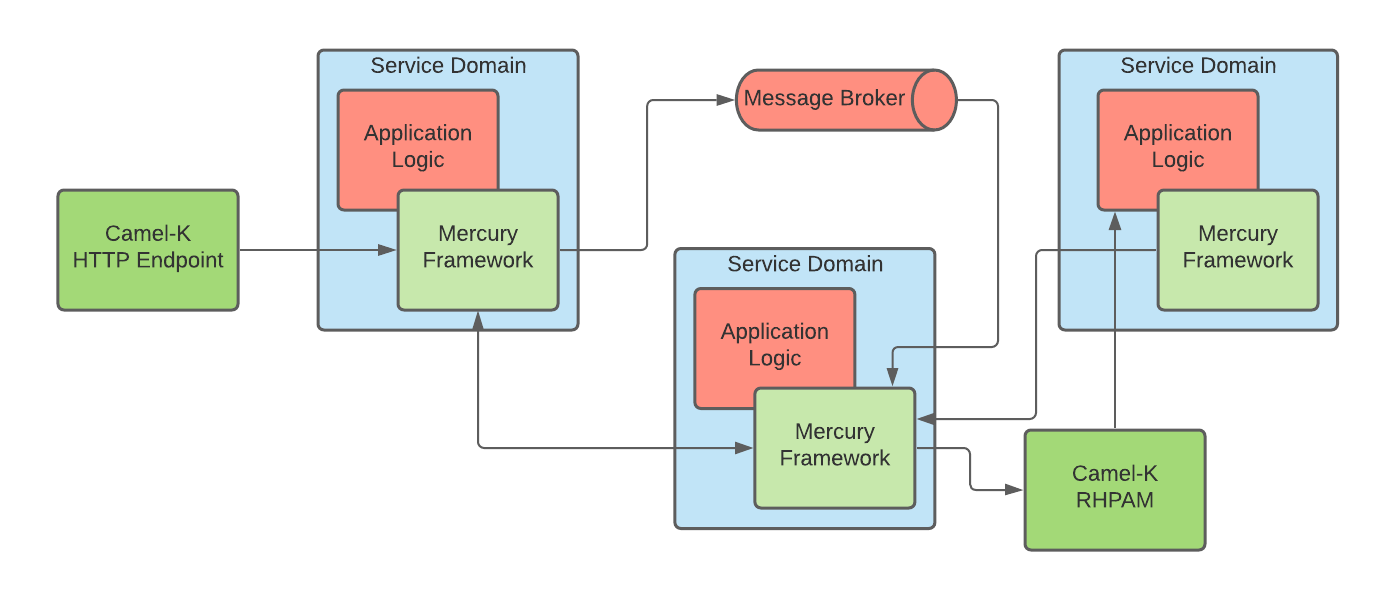 Service Domain
Application
Logic
Mercury
Framework
Camel-K
HTTP Endpoint
Message Broker
Service Domain
Application
Logic
Mercury
Framework
Service Domain
Application
Logic
Mercury
Framework
Camel-K
RHPAM